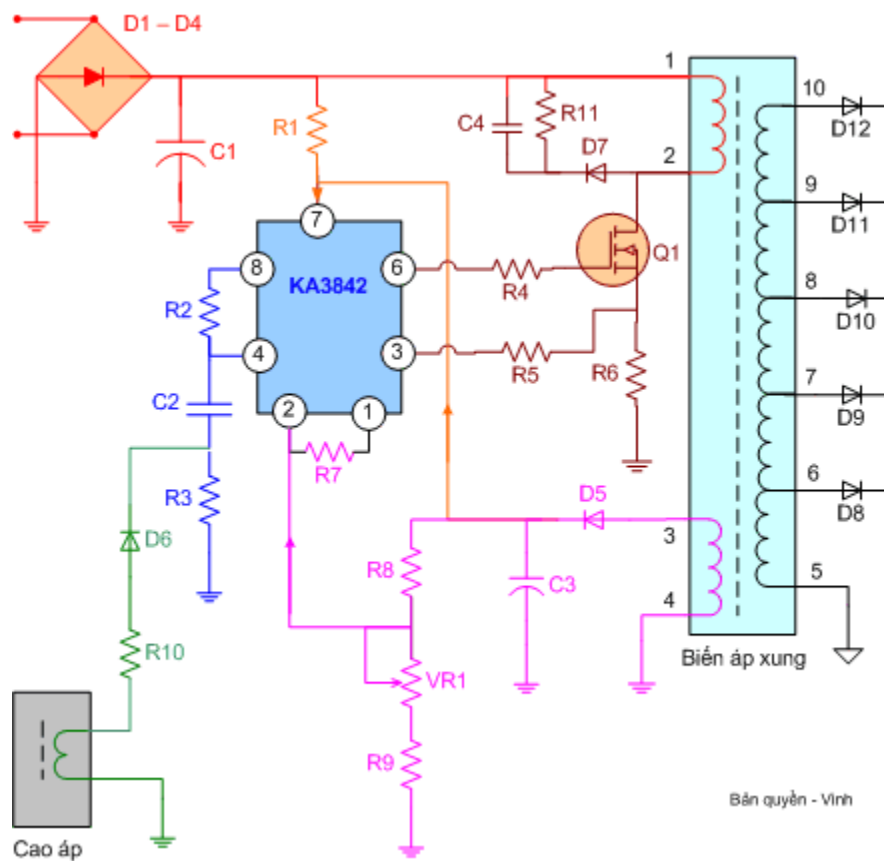 D1 – D4
1
10
C4
R11
D12
R1
C1
D7
2
9
7
D11
8
KA3842
6
Q1
R2
R4
8
D10
4
3
R5
R6
7
C2
2
1
D9
R7
6
R3
D5
D8
D6
3
R8
C3
5
4
R10
Biến áp xung
VR1
R9
Bản quyền - Vinh
Cao áp